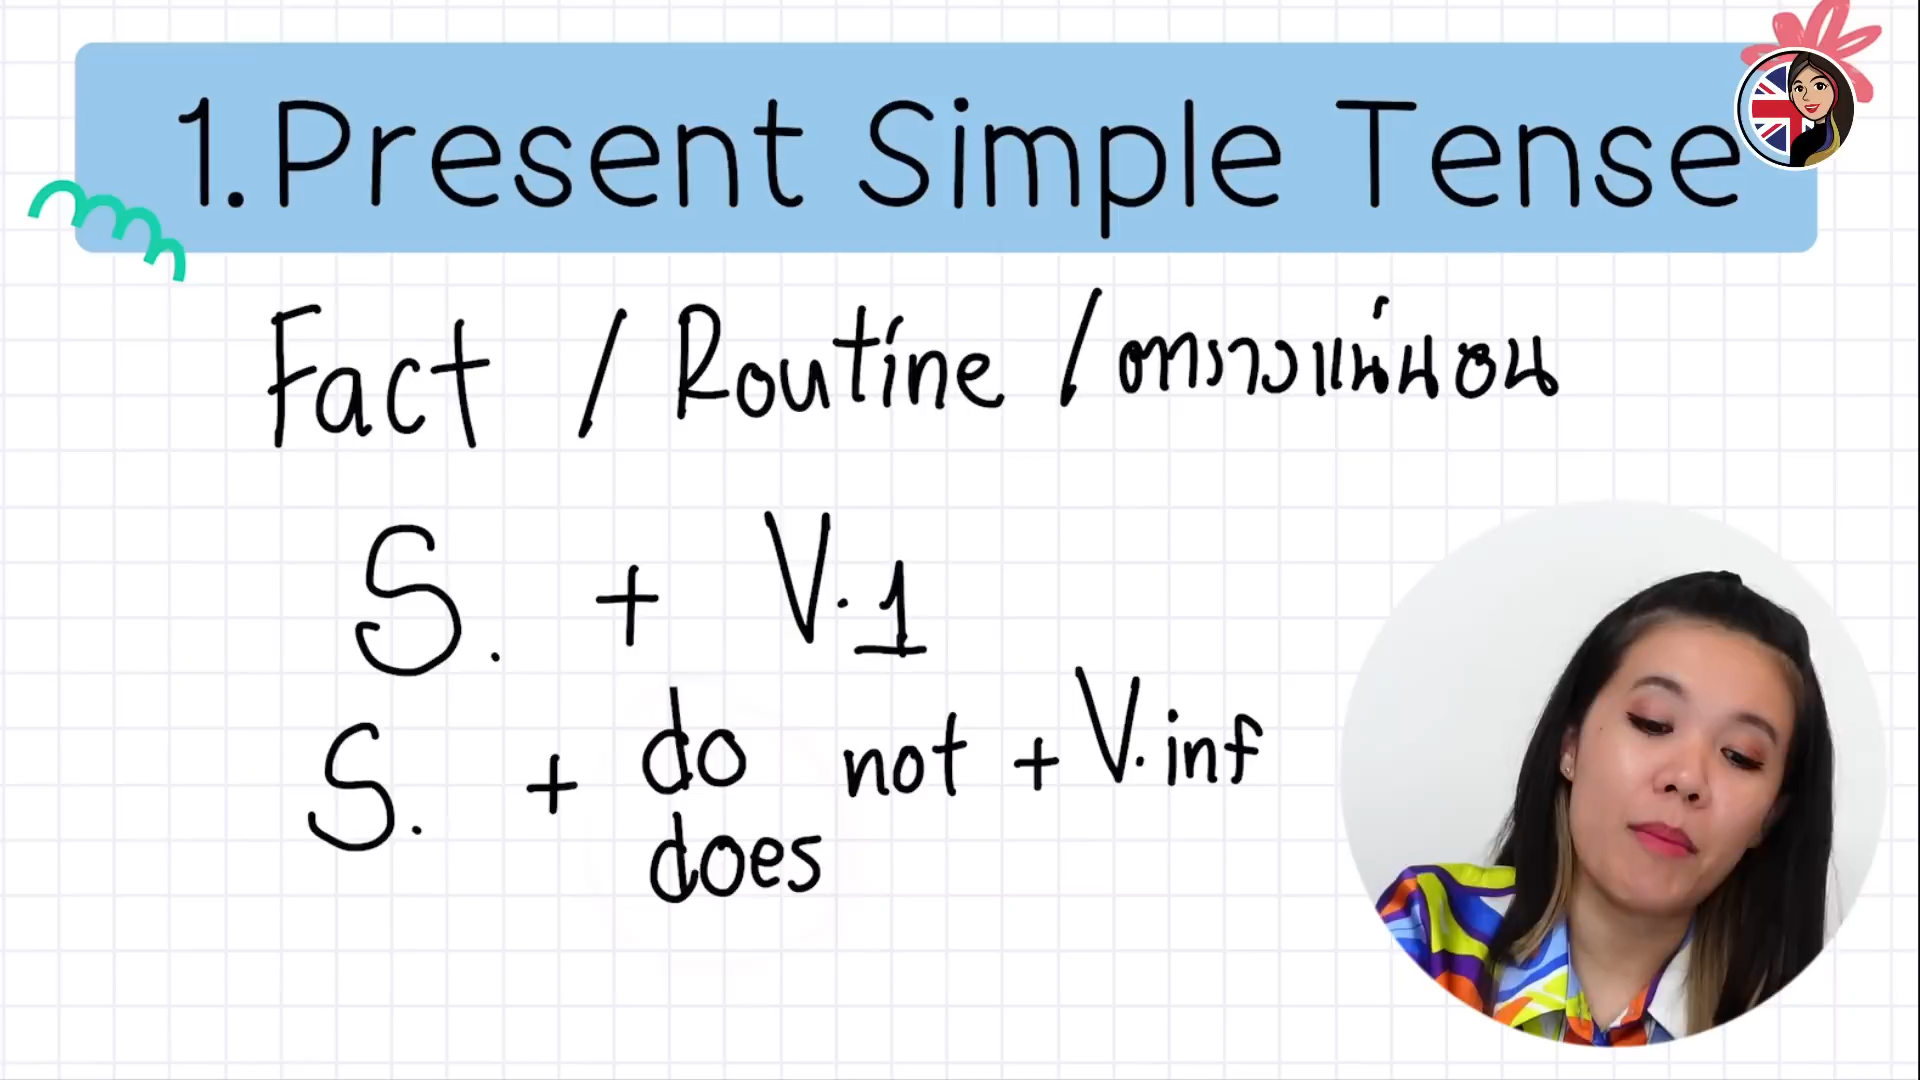 1. Present Simple Tense
Fact / Routine / ตารางแน่นอน
S. + V.1
S. + do not + V.inf
does